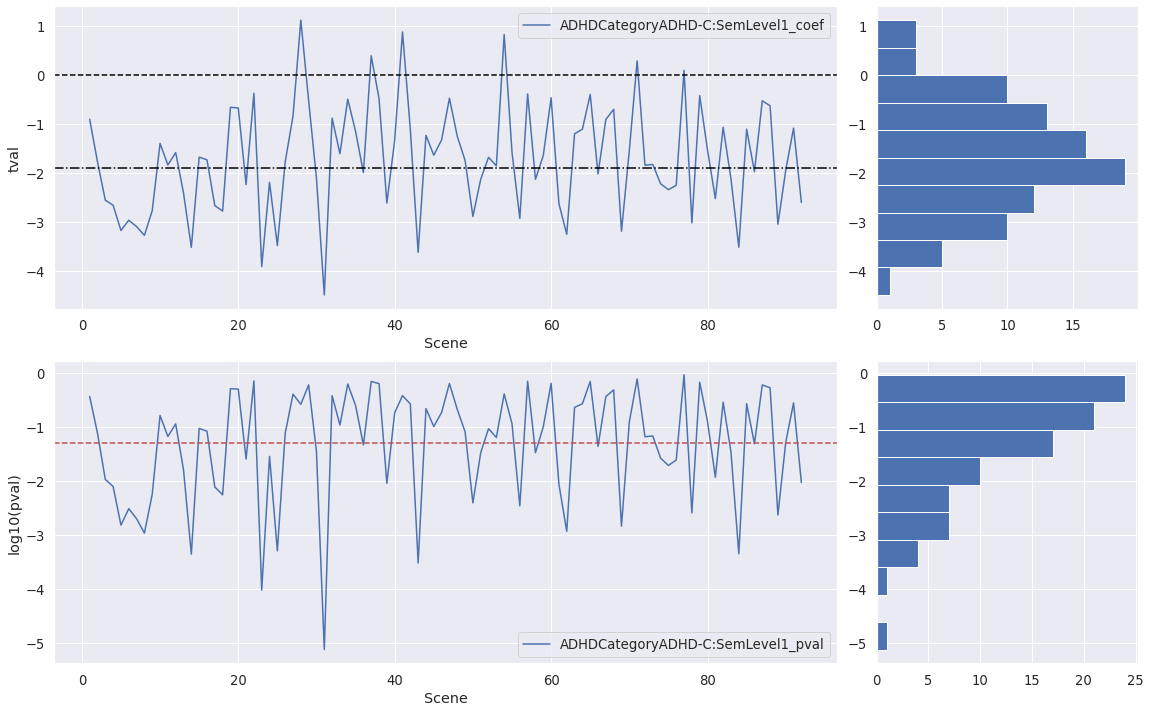 ADHDCategoryADHD-C:SemLevel1_coef
tval
1
0
−1
−2
−3
−4
0 20 40 60 80
Scene
1
0
−1
−2
−3
−4
0 5 10 15
log10(pval)
0
−1
−2
−3
−4
−5
ADHDCategoryADHD-C:SemLevel1_pval
0 20 40 60 80
Scene
0
−1
−2
−3
−4
−5
0 5 10 15 20 25